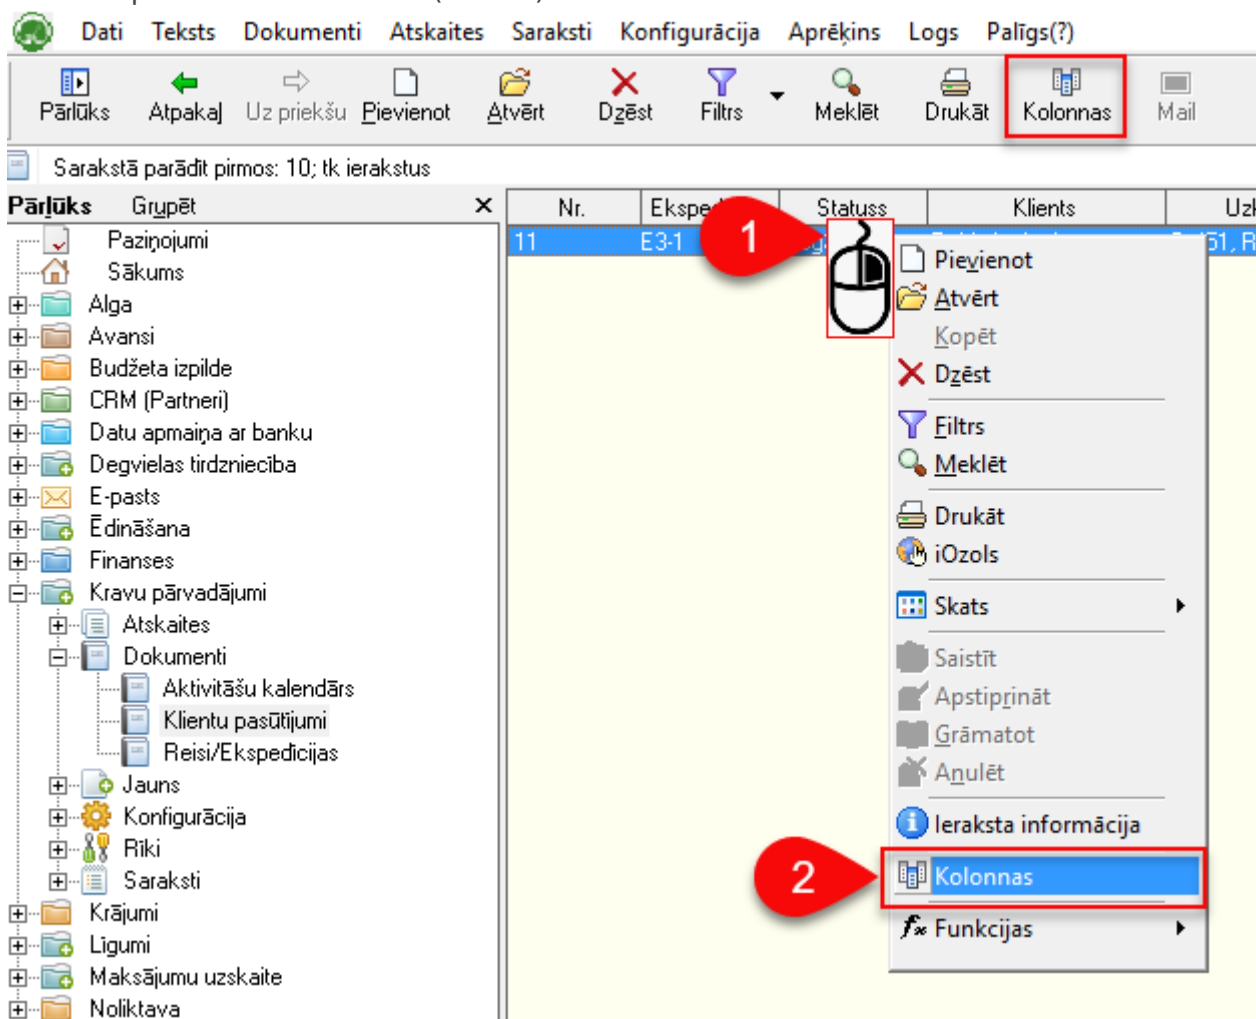 Dati Teksts Dokumenti Atskaites Saraksti Konfigurācija Aprēķins Logs Palīgs(?)
Pārlūks Atpakaļ Uz priekšu Pievienot Atvērt Dzēst Filtrs Meklēt Drukāt Kolonnas Mail
Sarakstā parādīt pirmos: 10; tk ierakstus
Pārlūks Grupēt
Nr. Statuss Klients
11 E3-1
1
Paziņojumi
Sākums
Alga
Avansi
Budžeta izpilde
CRM (Partneri)
Datu apmaiņa ar banku
Degvielas tirdzniecība
E-pasts
Ēdināšana
Finanses
Kravu pārvadājumi
Atskaites
Dokumenti
Aktivitāšu kalendārs
Klientu pasūtījumi
Reisi/Ekspedīcijas
Jauns
Konfigurācija
Rīki
Saraksti
Krājumi
Līgumi
Maksājumu uzskaite
Noliktava
Pievienot
Atvērt
Kopēt
Dzēst
Filtrs
Meklēt
Drukāt
iOzols
Skats
Saistīt
Apstiprināt
Grāmatot
Anulēt
Ieraksta informācija
2
Kolonnas
Funkcijas